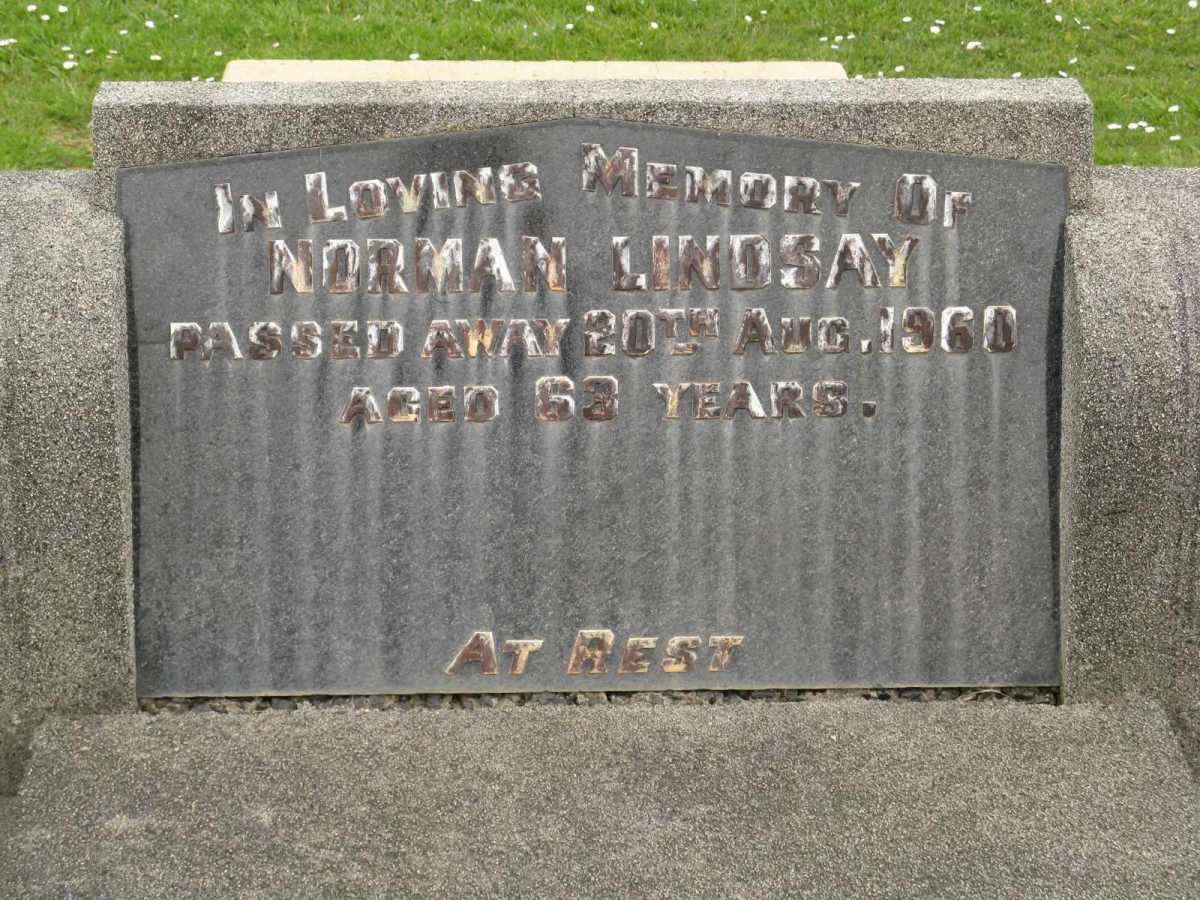 In Loving Memory Of
NORMAN LINDSAY
PASSED AWAY 20TH Aug. 1960
AGED 63 YEARS.
At Rest